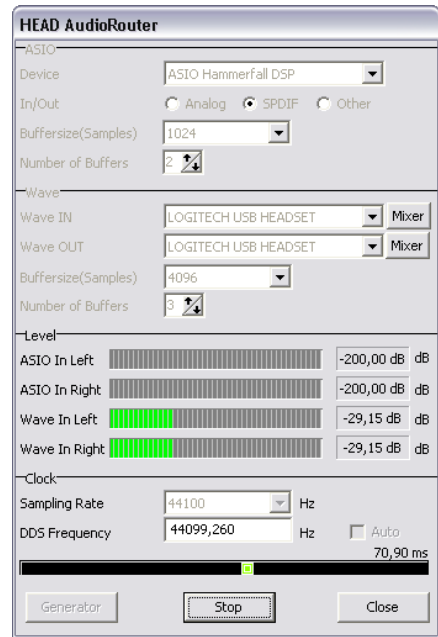 HEAD AudioRouter
ASIO
Device ASIO Hammerfall DSP
In/Out Analog SPDIF Other
Buffersize(Samples) 1024
Number of Buffers 2
Wave
Wave IN LOGITECH USB HEADSET Mixer
Wave OUT LOGITECH USB HEADSET Mixer
Buffersize(Samples) 4096
Number of Buffers 3
Level
ASIO In Left -200,00 dB dB
ASIO In Right -200,00 dB dB
Wave In Left -29,15 dB dB
Wave In Right -29,15 dB dB
Clock
Sampling Rate 44100 Hz
DDS Frequency 44099,260 Hz Auto
70,90 ms
Generator Stop Close